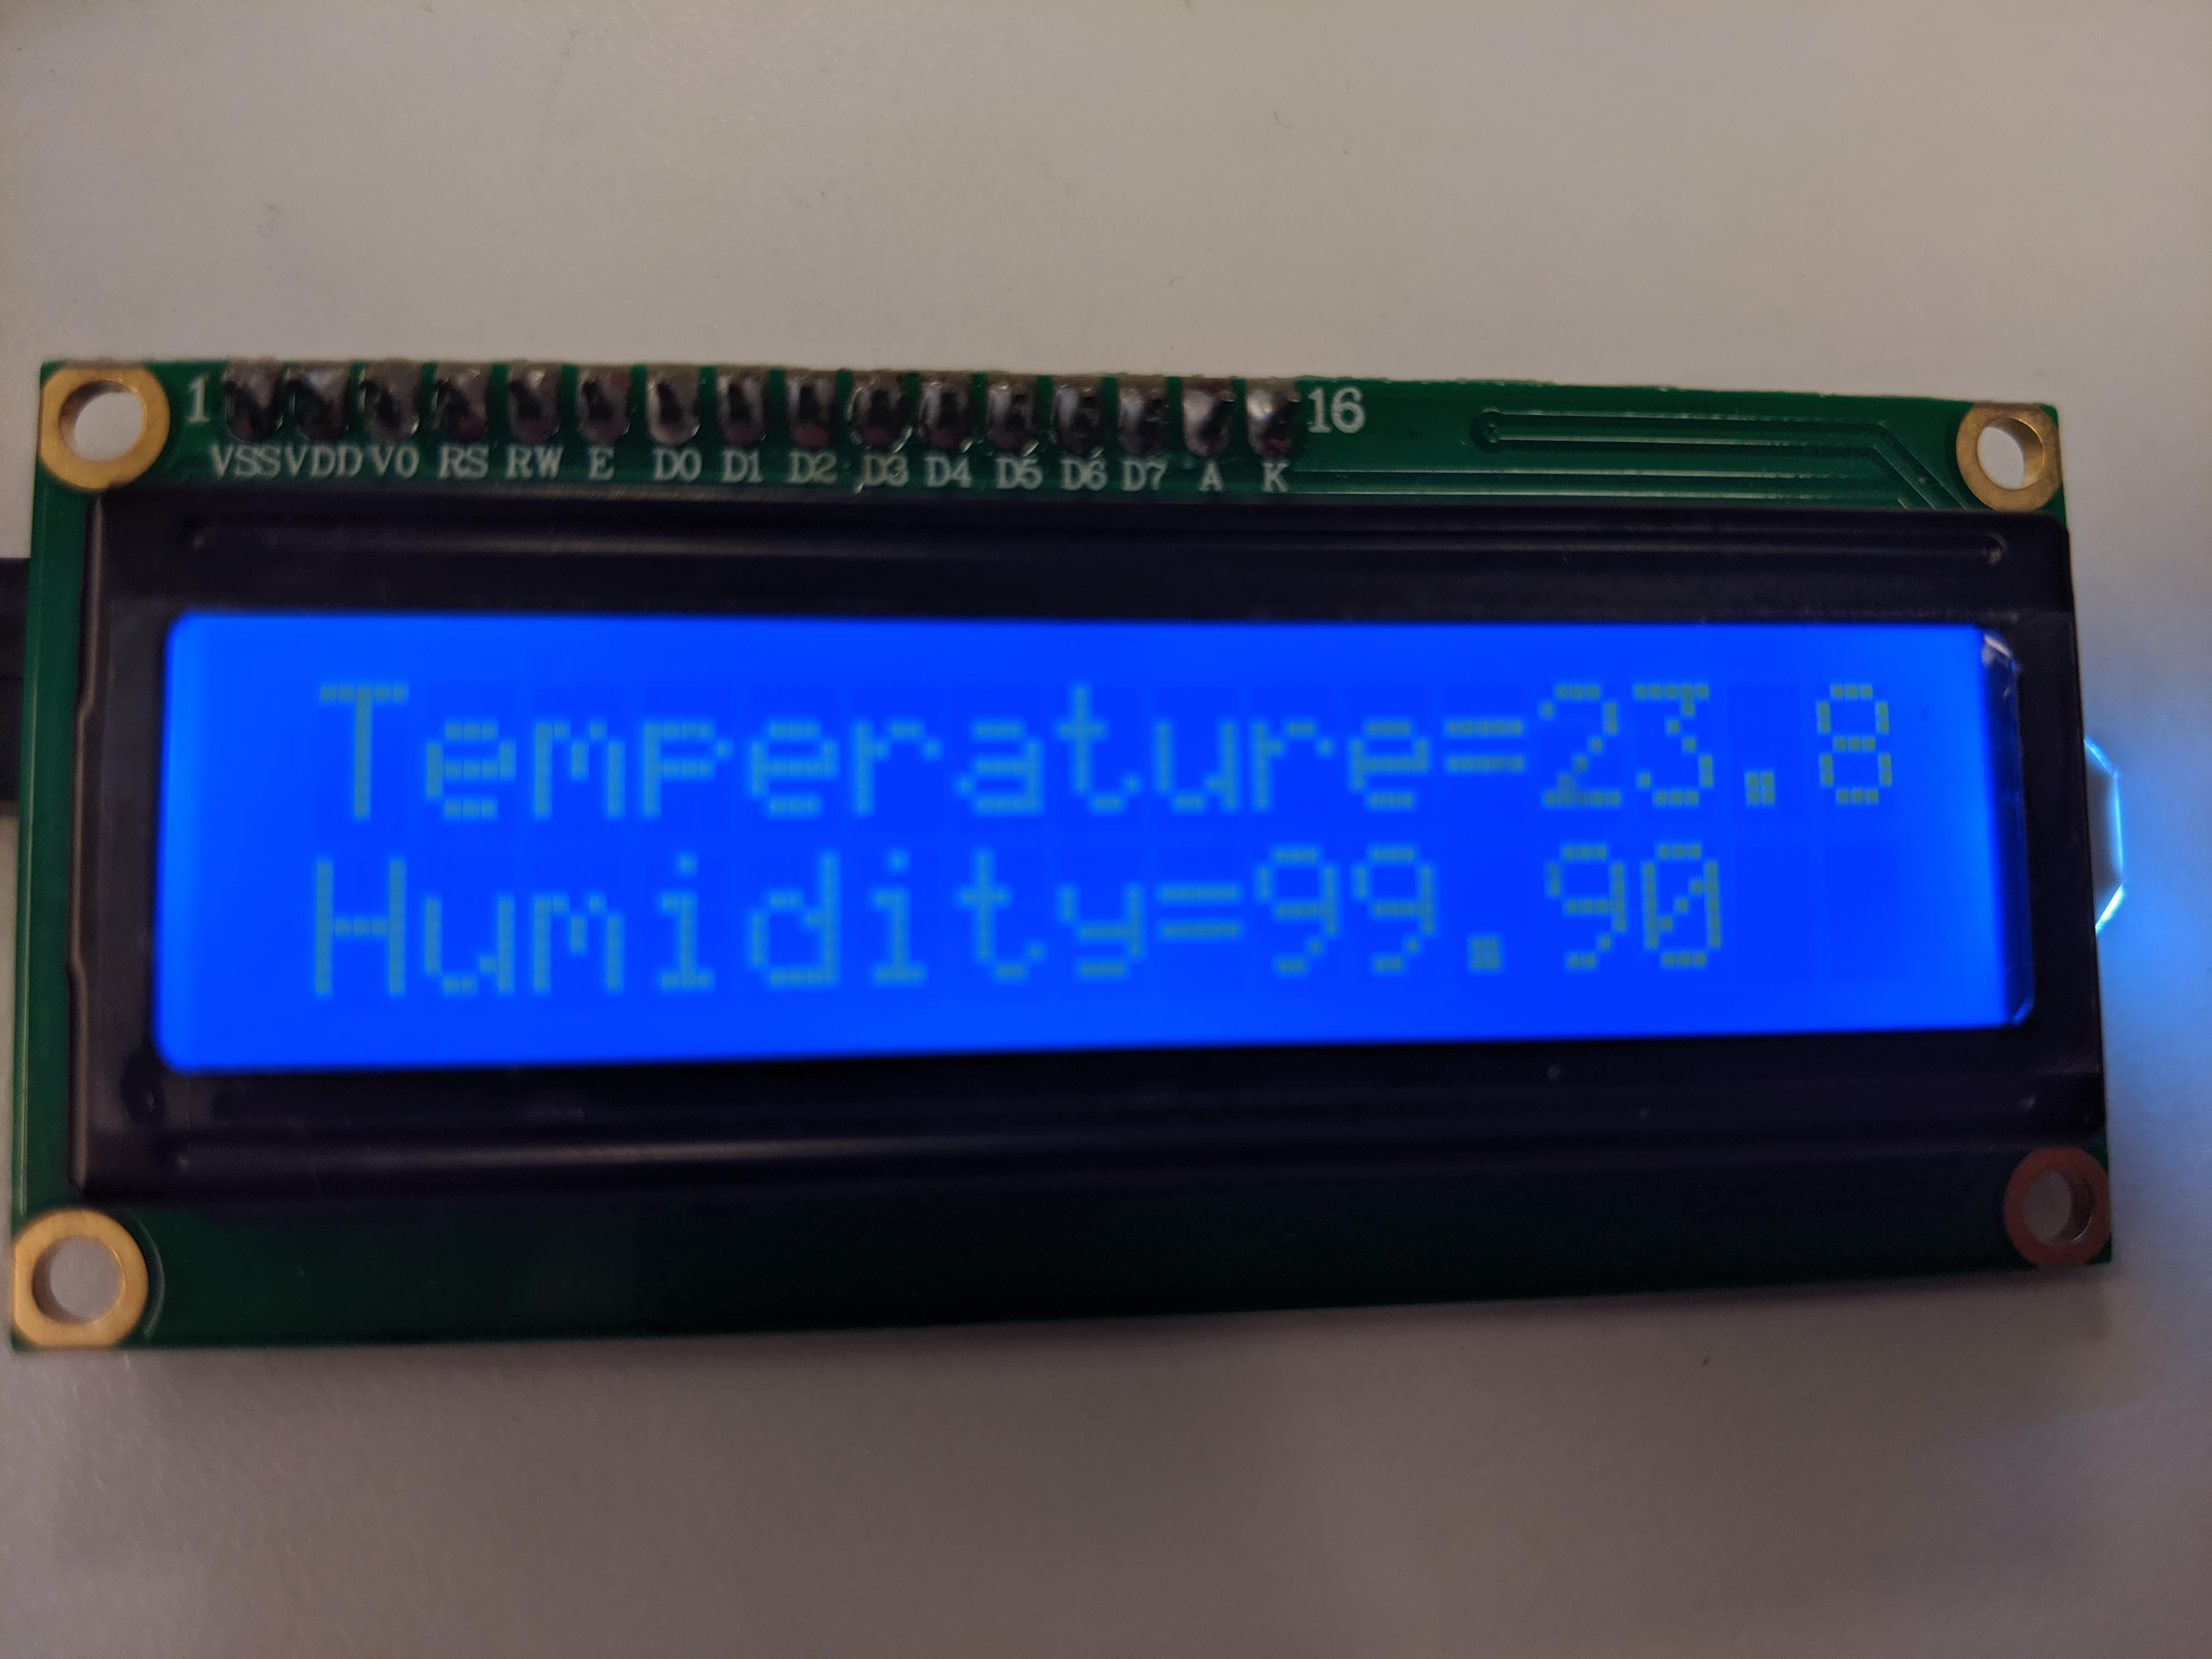 1 16
VSS VDD V0 RS RW E D0 D1 D2 D3 D4 D5 D6 D7 A K
Temperature=23.8
Humidity=99.90